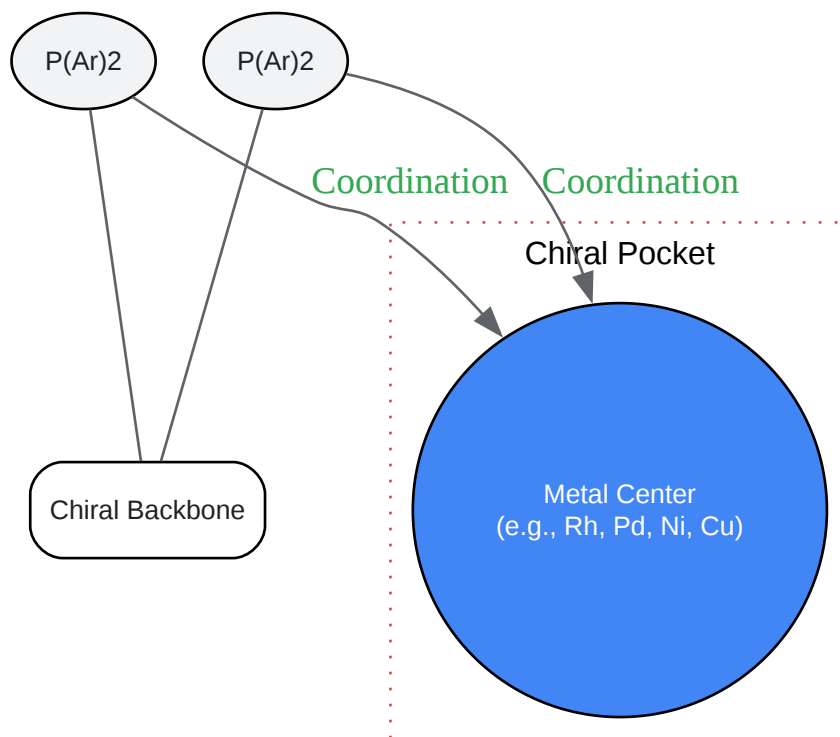 P(Ar)2
P(Ar)2
Coordination
Coordination
Chiral Pocket
Metal Center
(e.g., Rh, Pd, Ni, Cu)
Chiral Backbone